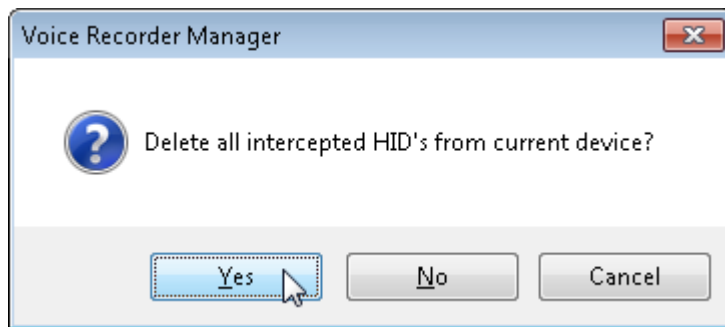 Voice Recorder Manager
Delete all intercepted HID's from current device?
Yes No Cancel